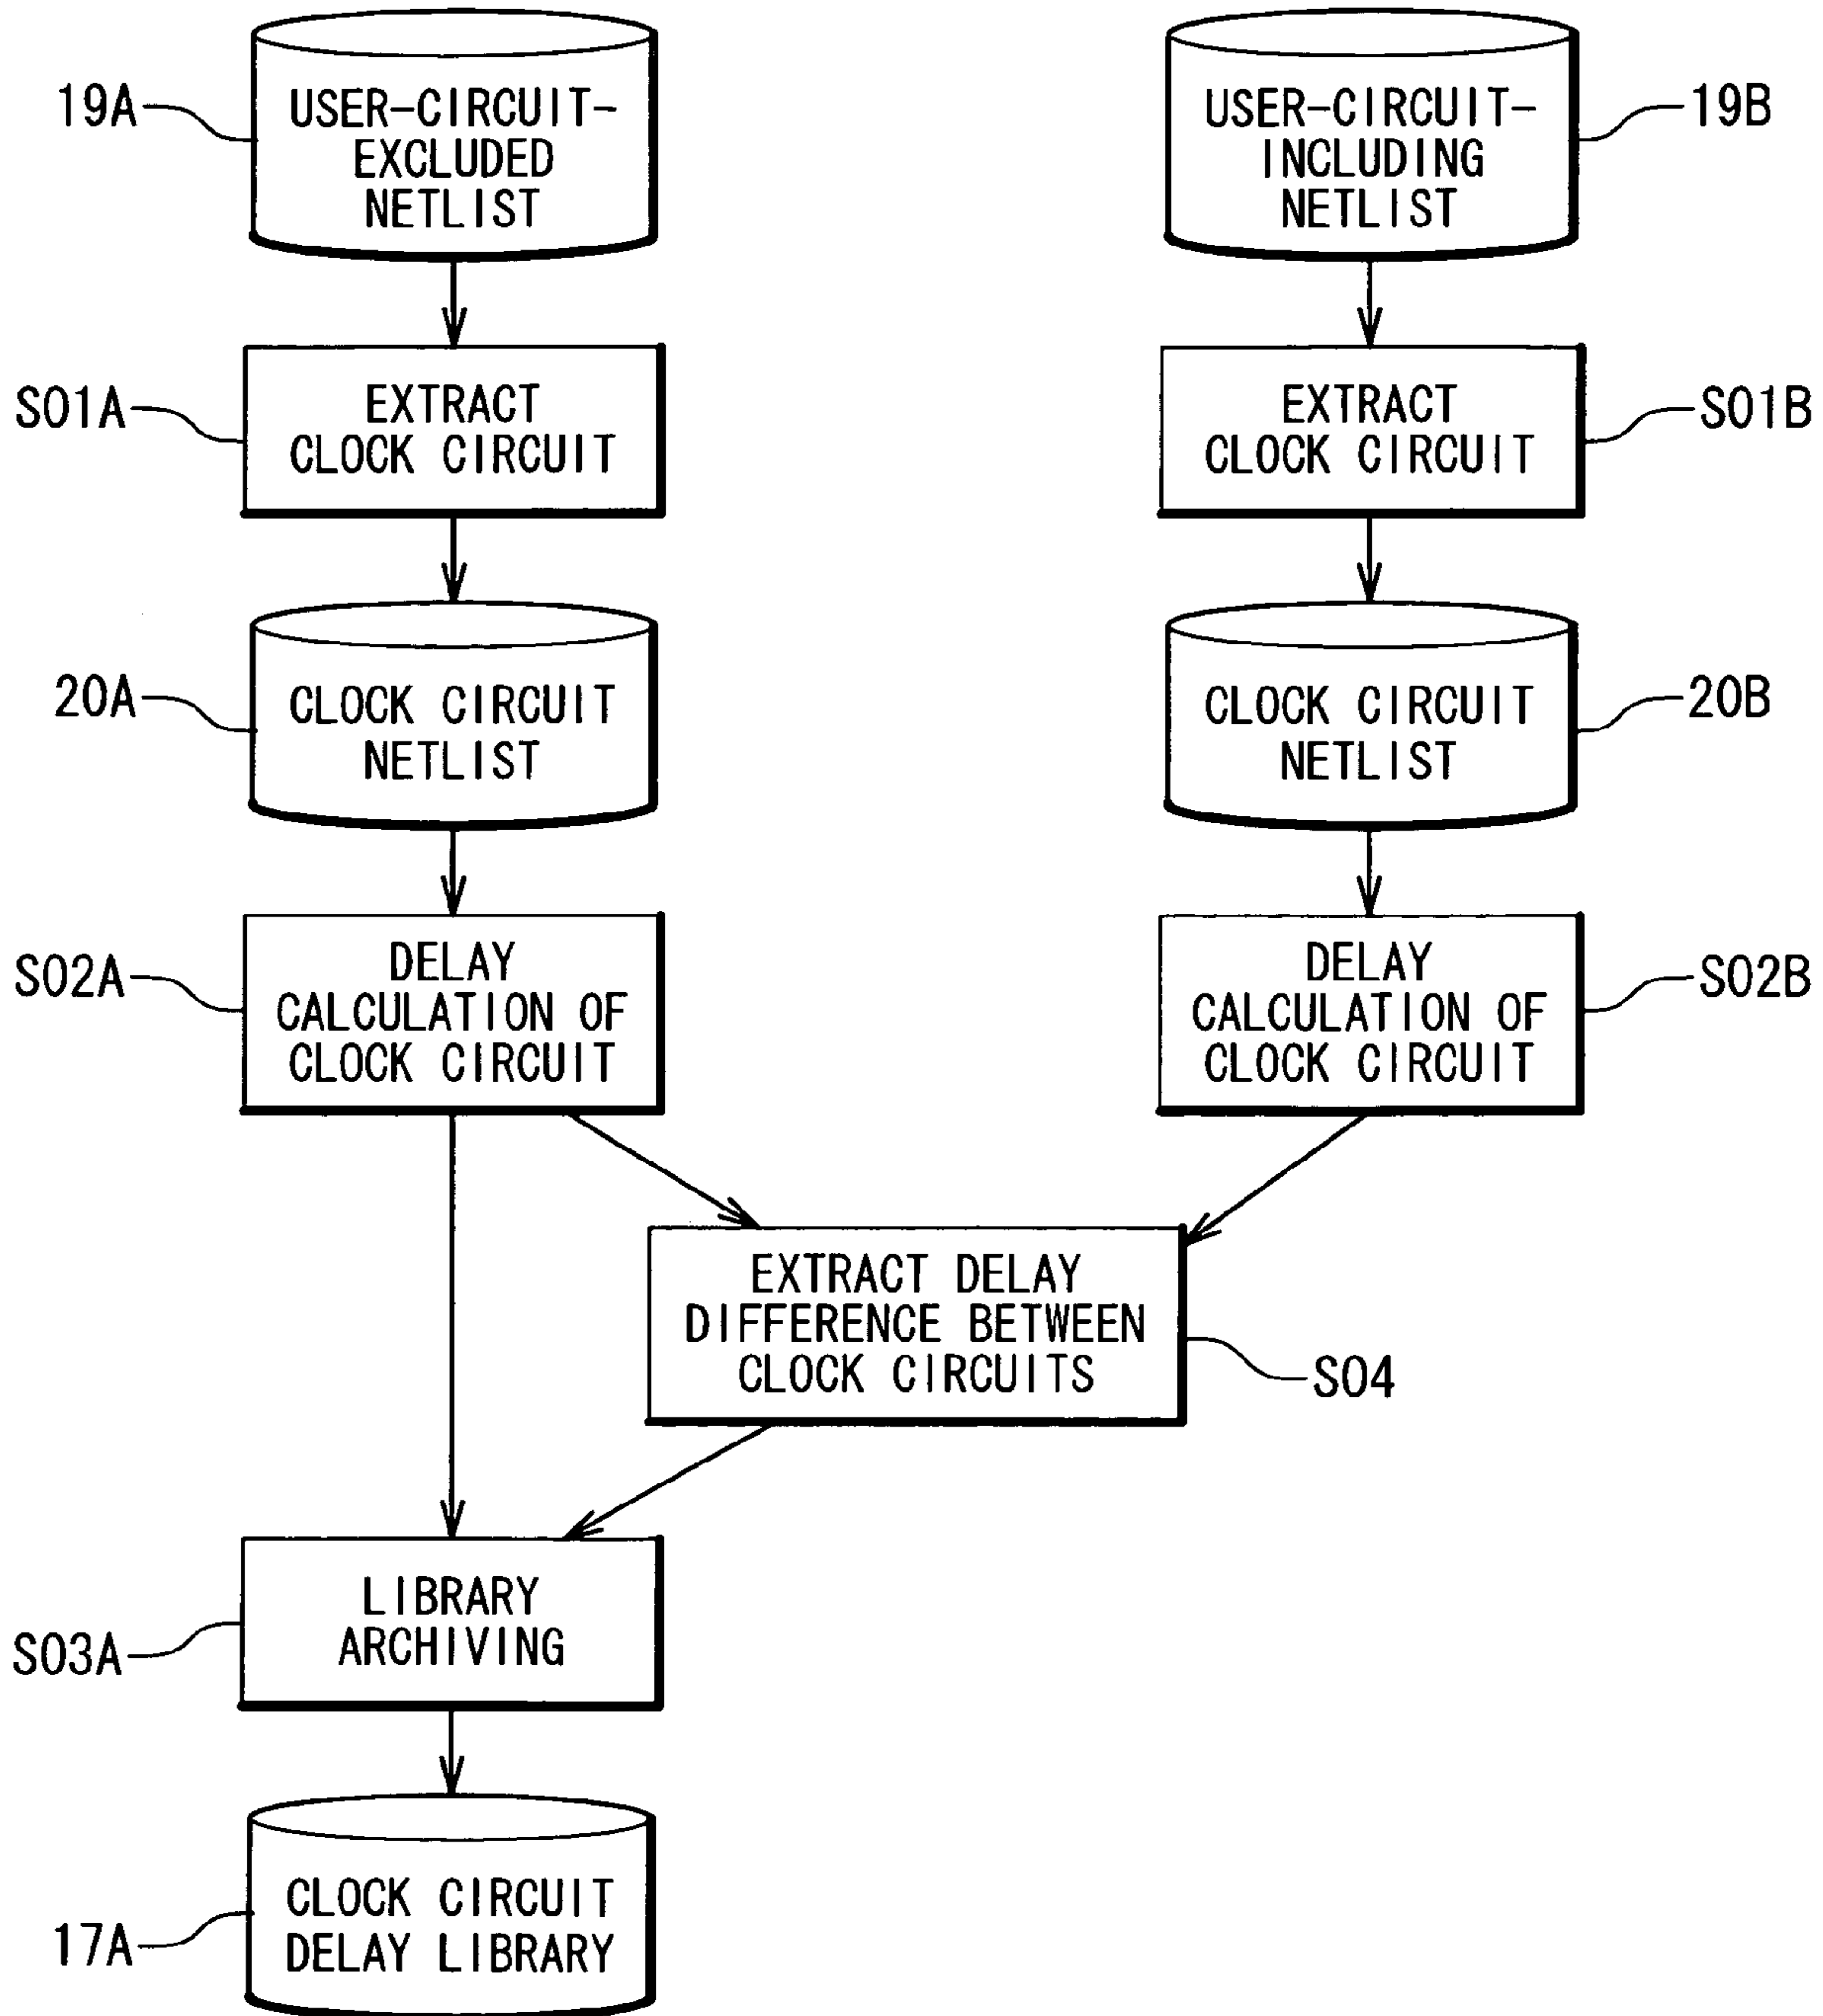 19A
USER-CIRCUIT-
EXCLUDED
NETLIST
USER-CIRCUIT-
INCLUDING
NETLIST
19B
S01A
EXTRACT
CLOCK CIRCUIT
EXTRACT
CLOCK CIRCUIT
S01B
20A
CLOCK CIRCUIT
NETLIST
CLOCK CIRCUIT
NETLIST
20B
S02A
DELAY
CALCULATION OF
CLOCK CIRCUIT
DELAY
CALCULATION OF
CLOCK CIRCUIT
S02B
EXTRACT DELAY
DIFFERENCE BETWEEN
CLOCK CIRCUITS
S04
S03A
LIBRARY
ARCHIVING
17A
CLOCK CIRCUIT
DELAY LIBRARY